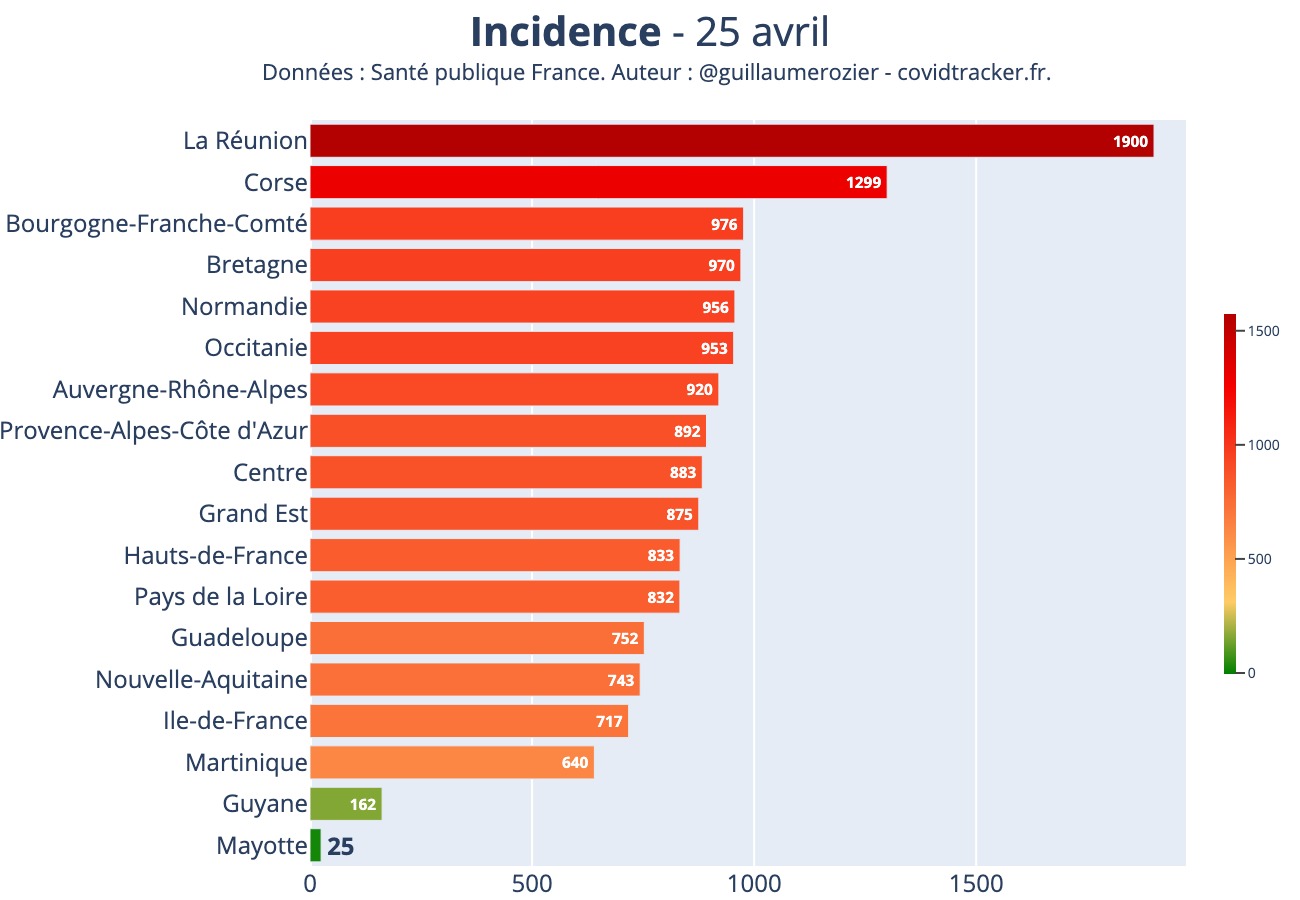 Incidence - 25 avril
Données : Santé publique France. Auteur : @guillaumerozier - covidtracker.fr.
La Réunion 1900
Corse 1299
Bourgogne-Franche-Comté 976
Bretagne 970
Normandie 956
Occitanie 953
Auvergne-Rhône-Alpes 920
Provence-Alpes-Côte d'Azur 892
Centre 883
Grand Est 875
Hauts-de-France 833
Pays de la Loire 832
Guadeloupe 752
Nouvelle-Aquitaine 743
Ile-de-France 717
Martinique 640
Guyane 162
Mayotte 25
0 500 1000 1500
1500
1000
500
0